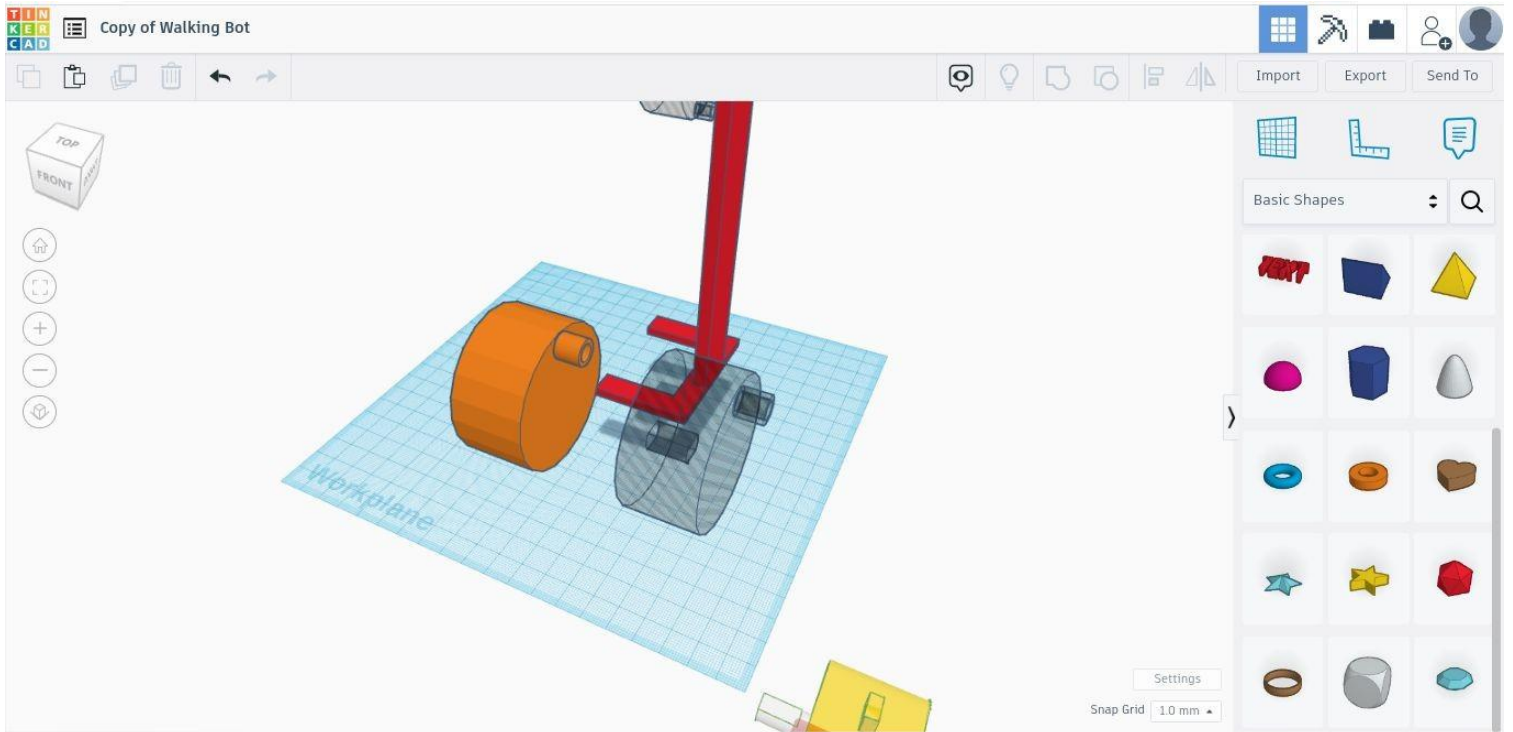 TIN
KER
CAD
Copy of Walking Bot
Import
Export
Send To
TOP
FRONT
Basic Shapes
TEXT
Workplane
Settings
Snap Grid
1.0 mm